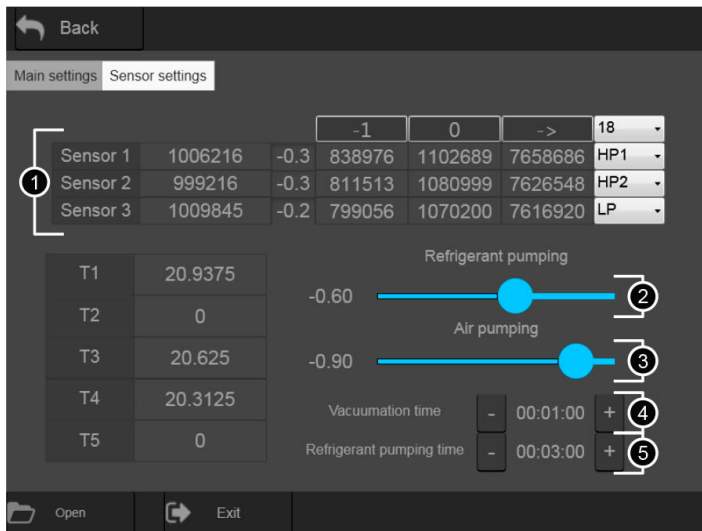 Back
Main settings Sensor settings
-1 0 -> 18
1 Sensor 1 1006216 -0.3 838976 1102689 7658686 HP1
Sensor 2 999216 -0.3 811513 1080999 7626548 HP2
Sensor 3 1009845 -0.2 799056 1070200 7616920 LP
T1 20.9375
T2 0
T3 20.625
T4 20.3125
T5 0
Refrigerant pumping
-0.60 2
Air pumping
-0.90 3
Vacuumation time - 00:01:00 + 4
Refrigerant pumping time - 00:03:00 + 5
Open Exit